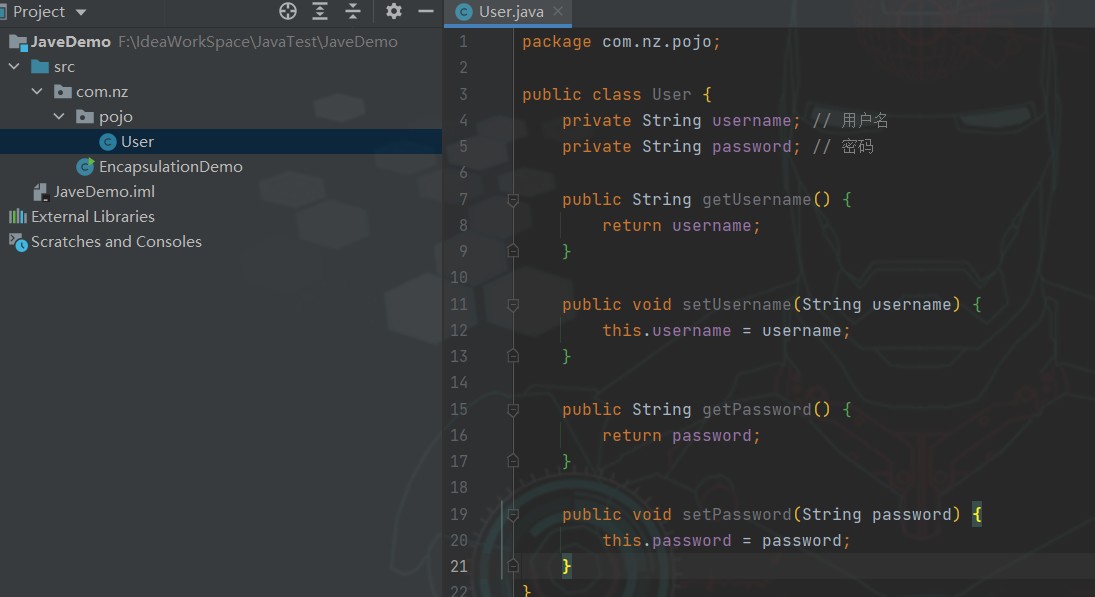 Project
JaveDemo F:\IdeaWorkSpace\JavaTest\JaveDemo
src
com.nz
pojo
User
EncapsulationDemo
JaveDemo.iml
External Libraries
Scratches and Consoles
User.java
1 package com.nz.pojo;
2
3 public class User {
4 private String username; // 用户名
5 private String password; // 密码
6
7 public String getUsername() {
8 return username;
9 }
10
11 public void setUsername(String username) {
12 this.username = username;
13 }
14
15 public String getPassword() {
16 return password;
17 }
18
19 public void setPassword(String password) {
20 this.password = password;
21 }
22 }